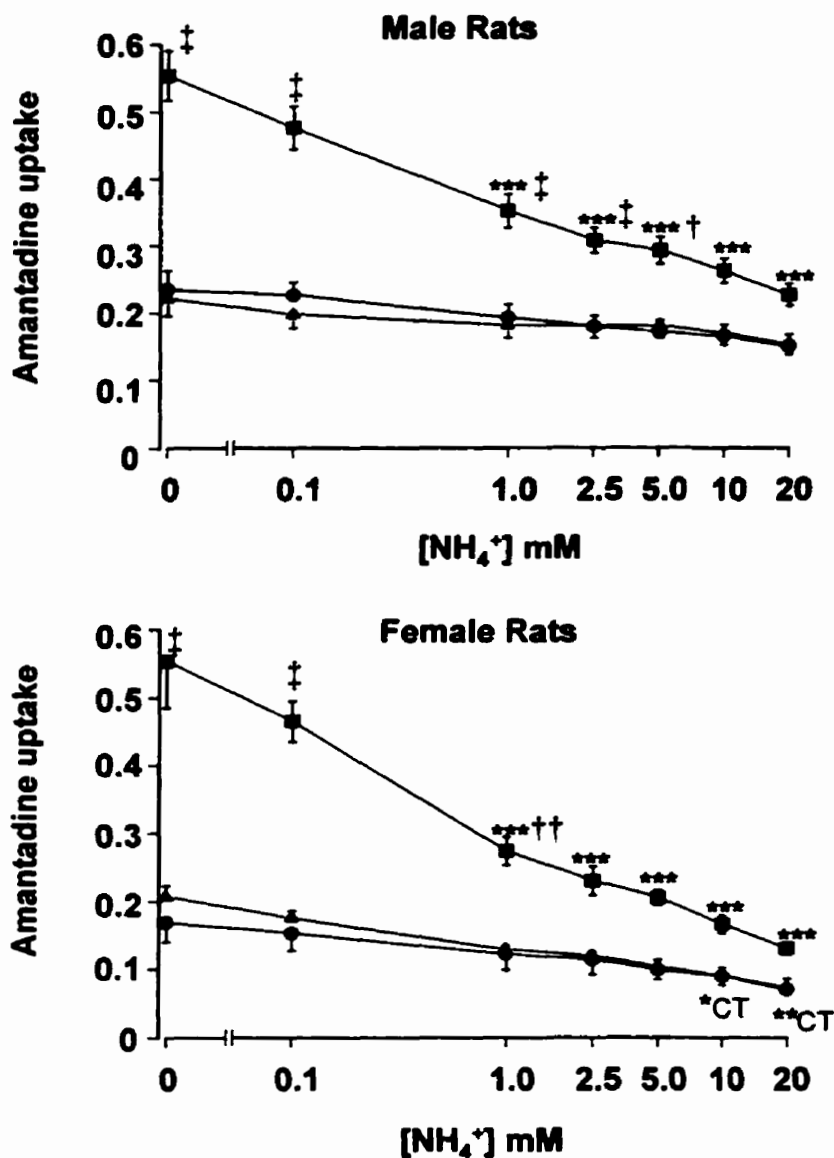 Male Rats
Amantadine uptake
0.6
0.5
0.4
0.3
0.2
0.1
0
‡
‡
***‡
***‡
***†
***
***
0 0.1 1.0 2.5 5.0 10 20
[NH₄⁺] mM
Female Rats
Amantadine uptake
0.6
0.5
0.4
0.3
0.2
0.1
0
‡
‡
***††
***
***
***
***
*CT
**CT
0 0.1 1.0 2.5 5.0 10 20
[NH₄⁺] mM